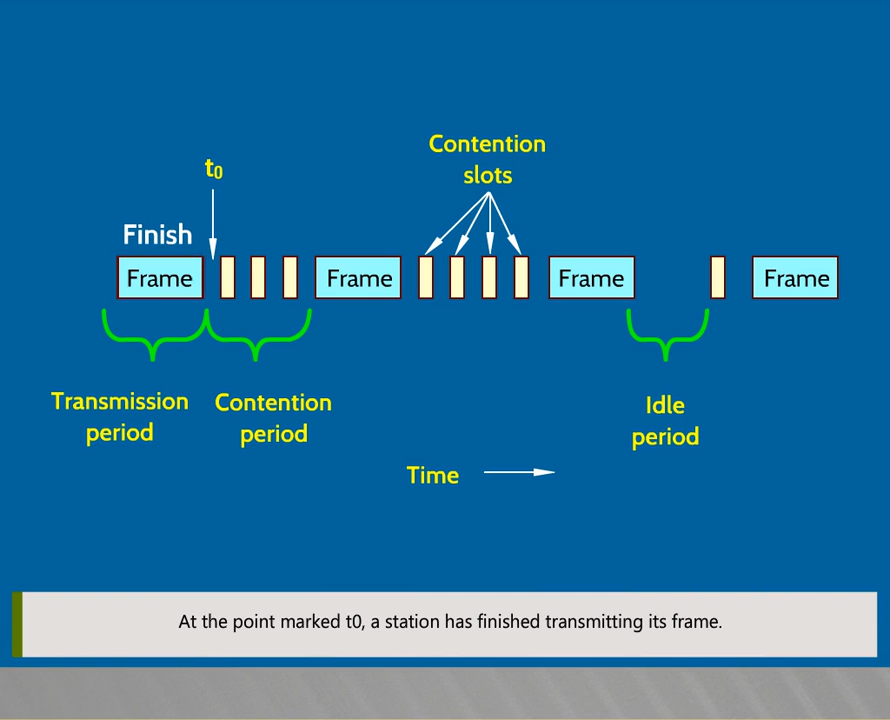 Contention
slots
t0
Finish
Frame
Frame
Frame
Frame
Transmission
period
Contention
period
Idle
period
Time
At the point marked t0, a station has finished transmitting its frame.